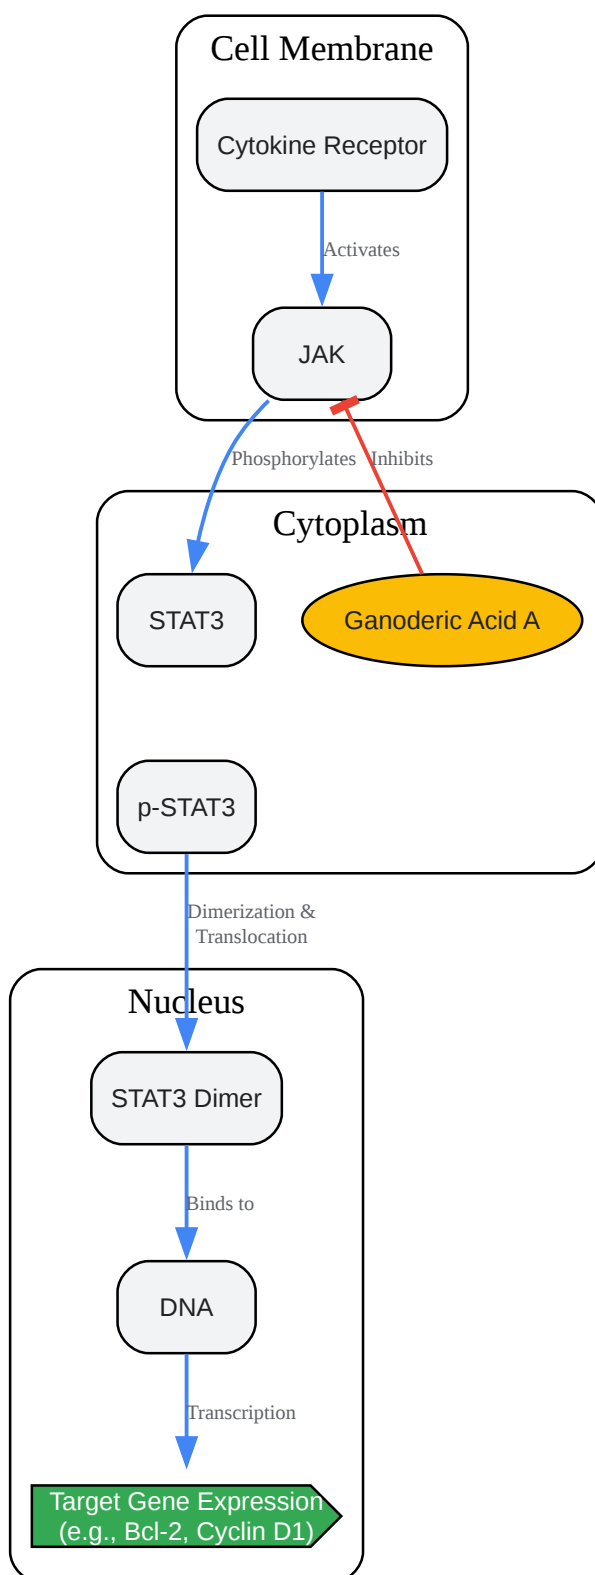 Cell Membrane
Cytokine Receptor
Activates
JAK
Phosphorylates
Inhibits
Cytoplasm
STAT3
Ganoderic Acid A
p-STAT3
Dimerization &
Translocation
Nucleus
STAT3 Dimer
Binds to
DNA
Transcription
Target Gene Expression
(e.g., Bcl-2, Cyclin D1)